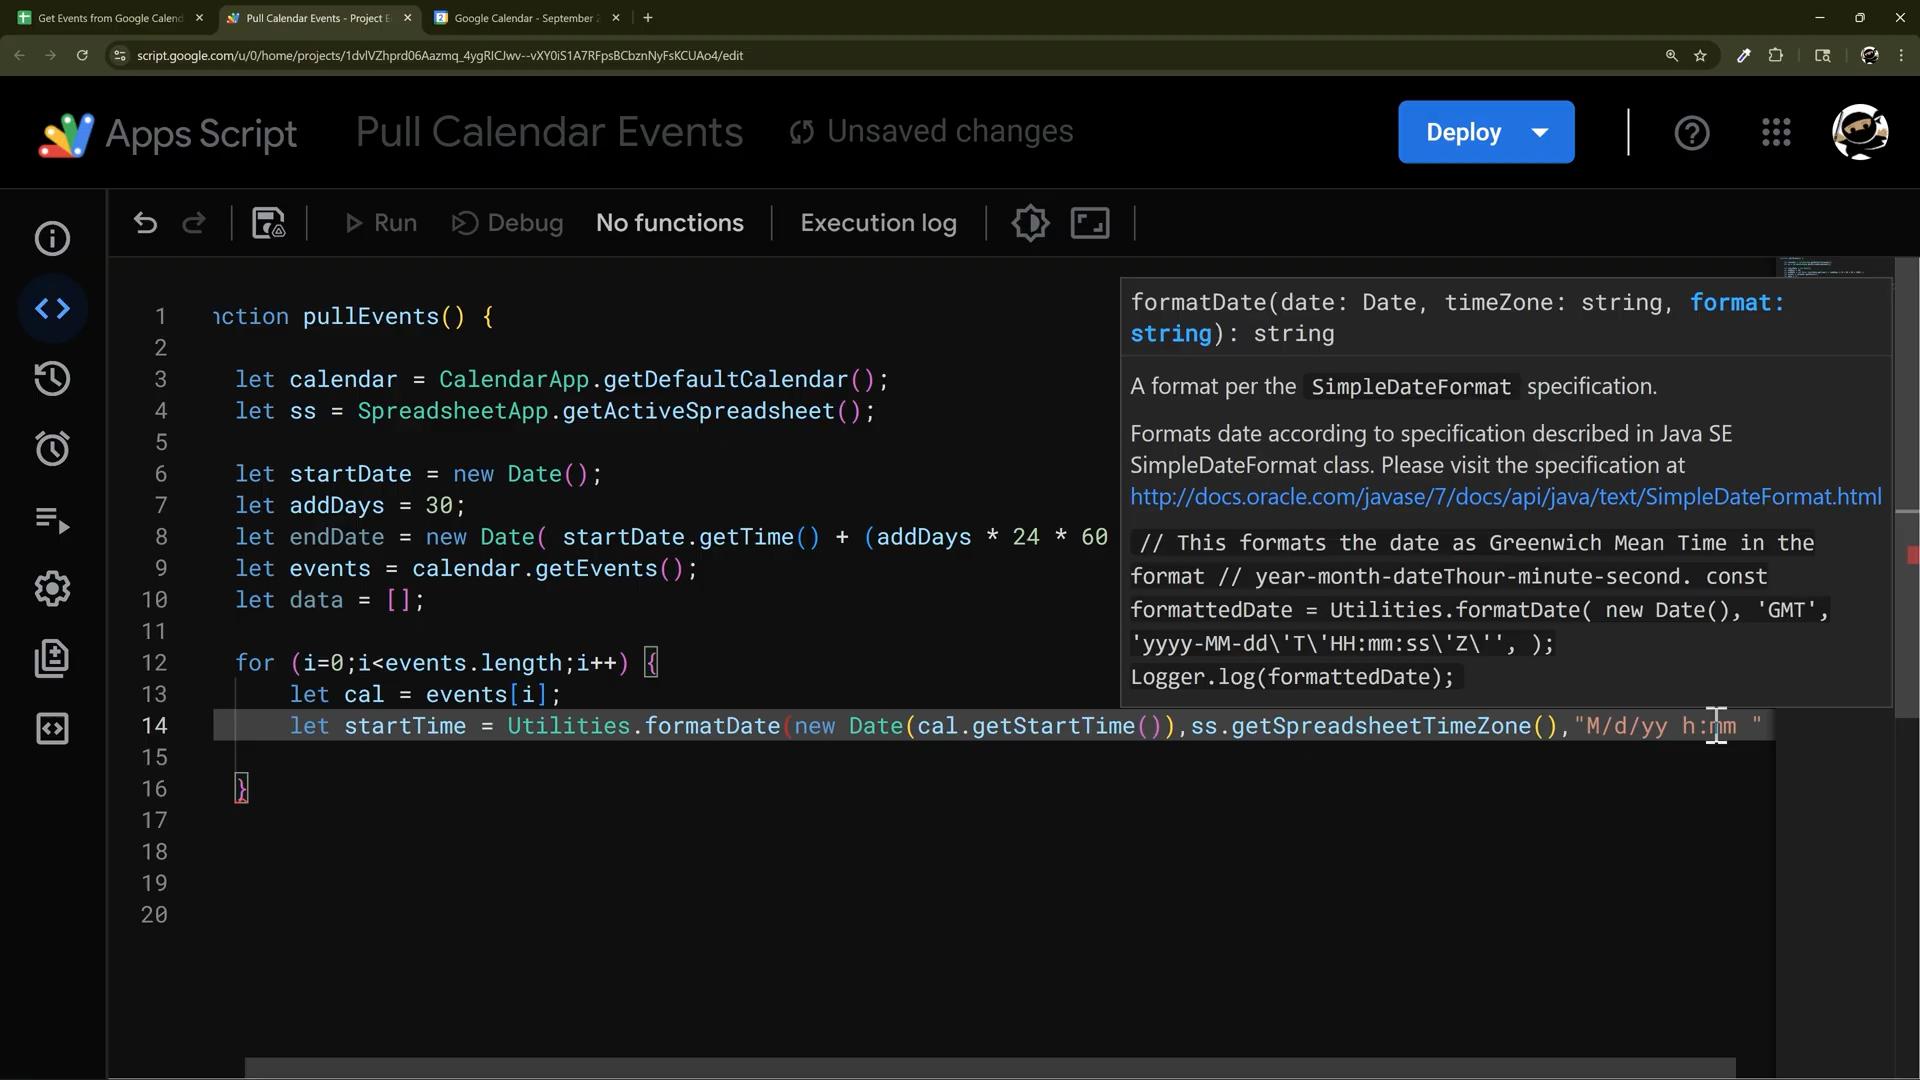 Get Events from Google Calend
Pull Calendar Events - Project E
Google Calendar - September 2
script.google.com/u/0/home/projects/1dvlVZhprd06Aazmq_4ygRICJwv--vXY0iS1A7RFpsBCbznNyFsKCUAo4/edit
Apps Script
Pull Calendar Events
Unsaved changes
Deploy
Run
Debug
No functions
Execution log
1 nction pullEvents() {
2
3 let calendar = CalendarApp.getDefaultCalendar();
4 let ss = SpreadsheetApp.getActiveSpreadsheet();
5
6 let startDate = new Date();
7 let addDays = 30;
8 let endDate = new Date( startDate.getTime() + (addDays * 24 * 60
9 let events = calendar.getEvents();
10 let data = [];
11
12 for (i=0;i<events.length;i++) {
13 let cal = events[i];
14 let startTime = Utilities.formatDate(new Date(cal.getStartTime()),ss.getSpreadsheetTimeZone(),"M/d/yy h:mm "
15
16 }
17
18
19
20
formatDate(date: Date, timeZone: string, format:
string): string
A format per the SimpleDateFormat specification.
Formats date according to specification described in Java SE
SimpleDateFormat class. Please visit the specification at
http://docs.oracle.com/javase/7/docs/api/java/text/SimpleDateFormat.html
// This formats the date as Greenwich Mean Time in the
format // year-month-dateThour-minute-second. const
formattedDate = Utilities.formatDate( new Date(), 'GMT',
'yyyy-MM-dd\'T\'HH:mm:ss\'Z\'', );
Logger.log(formattedDate);